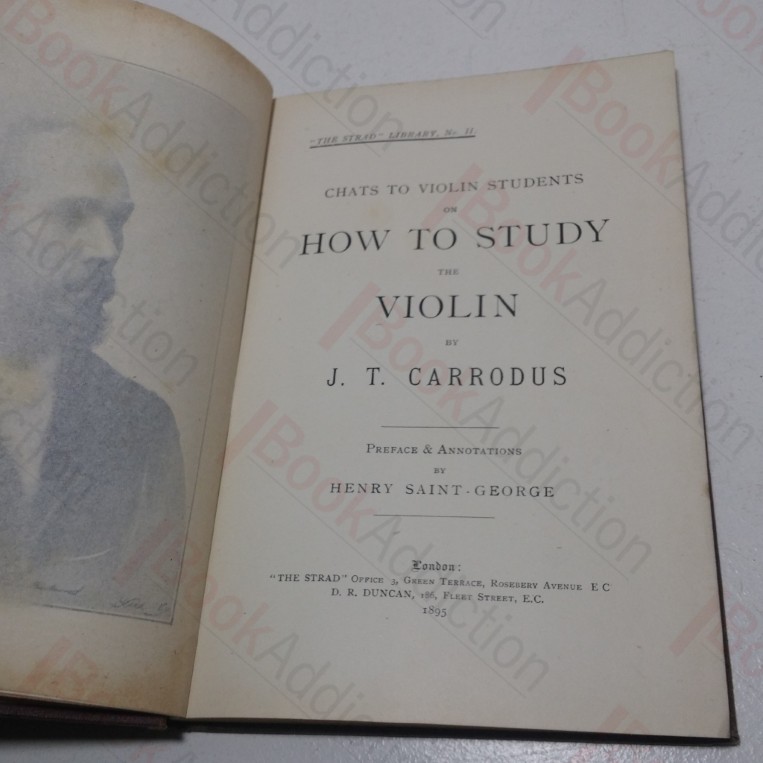 "THE STRAD" LIBRARY, No. II.
CHATS TO VIOLIN STUDENTS
ON
HOW TO STUDY
THE
VIOLIN
BY
J. T. CARRODUS
PREFACE & ANNOTATIONS
BY
HENRY SAINT-GEORGE
London:
"THE STRAD" OFFICE 3, GREEN TERRACE, ROSEBERY AVENUE E C
D. R. DUNCAN, 186, FLEET STREET, E.C.
1895
BookAddiction